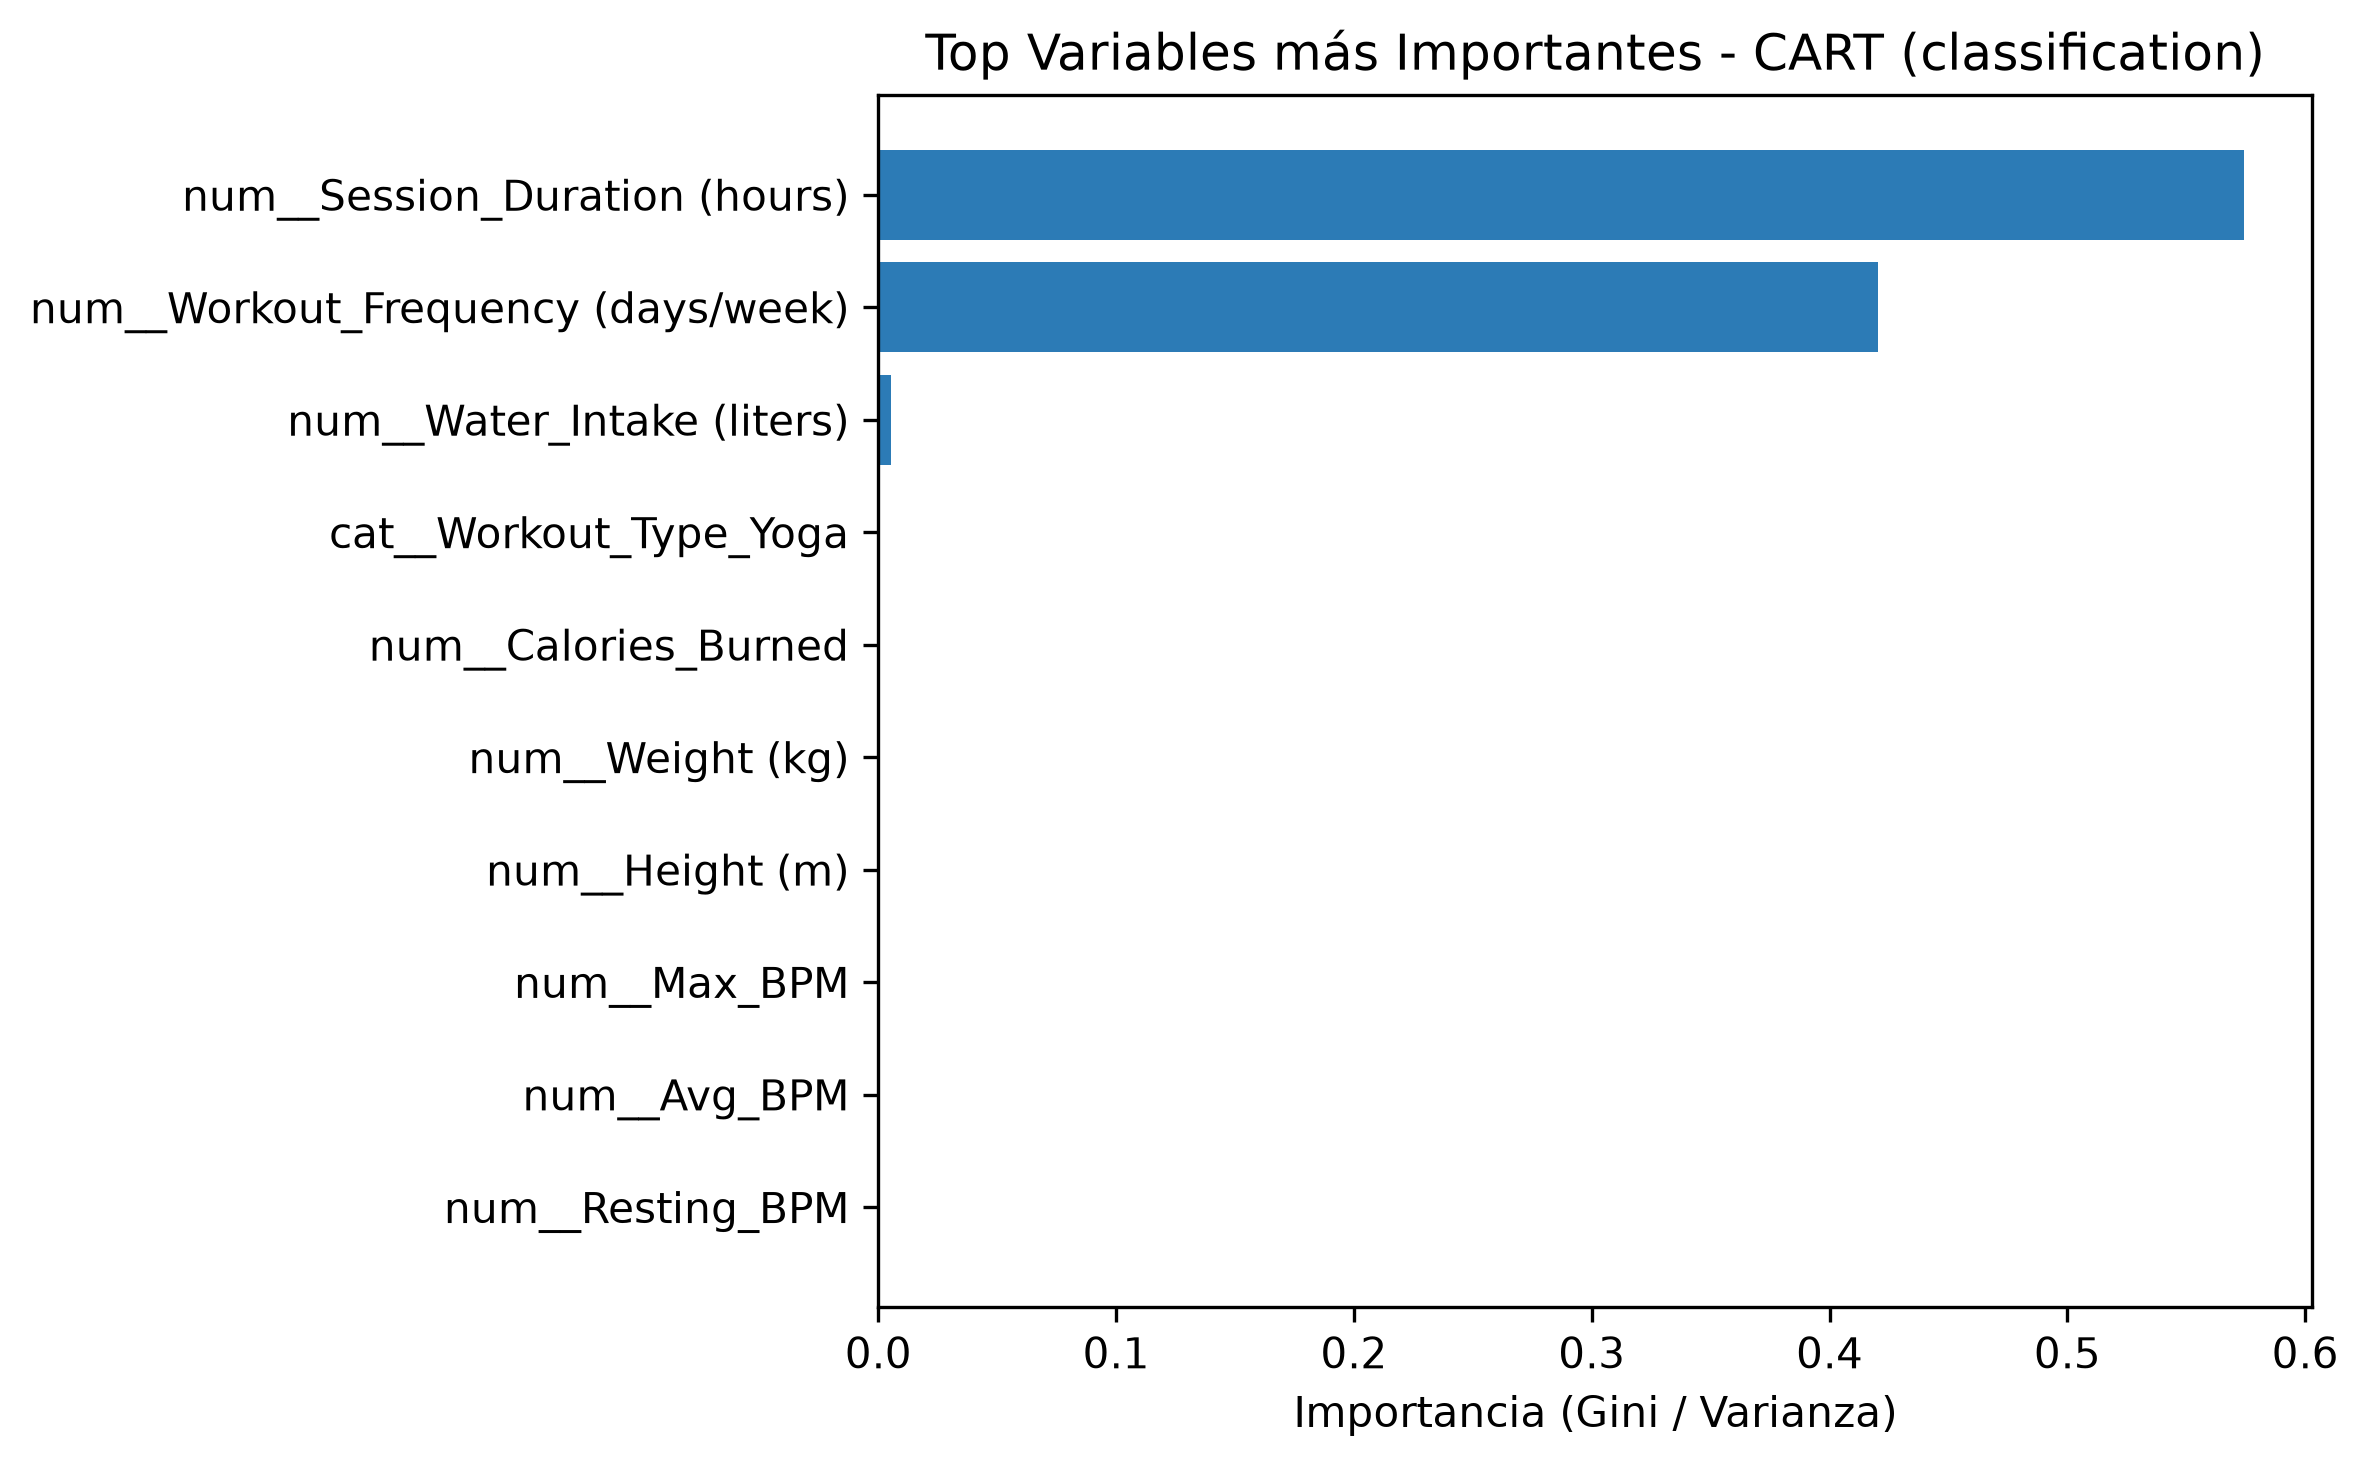 Top Variables más Importantes - CART (classification)
num__Session_Duration (hours)
num__Workout_Frequency (days/week)
num__Water_Intake (liters)
cat__Workout_Type_Yoga
num__Calories_Burned
num__Weight (kg)
num__Height (m)
num__Max_BPM
num__Avg_BPM
num__Resting_BPM
0.0 0.1 0.2 0.3 0.4 0.5 0.6
Importancia (Gini / Varianza)